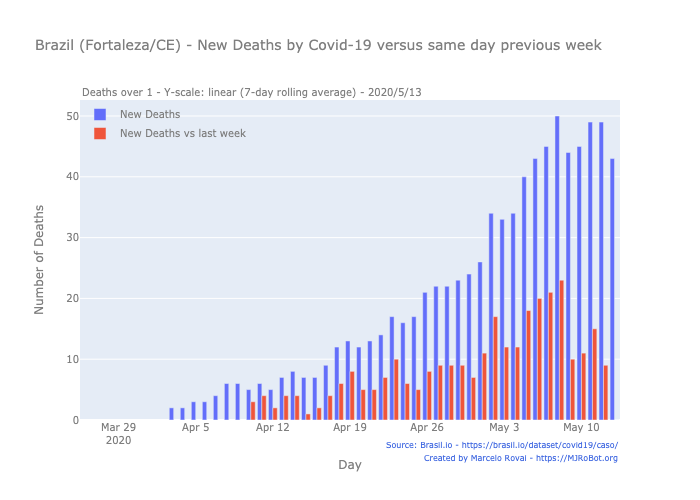 Brazil (Fortaleza/CE) - New Deaths by Covid-19 versus same day previous week
Deaths over 1 - Y-scale: linear (7-day rolling average) - 2020/5/13
New Deaths
New Deaths vs last week
Number of Deaths
50
40
30
20
10
0
Mar 29 Apr 5 Apr 12 Apr 19 Apr 26 May 3 May 10
2020
Day
Source: Brasil.io - https://brasil.io/dataset/covid19/caso/
Created by Marcelo Rovai - https://MJRoBot.org